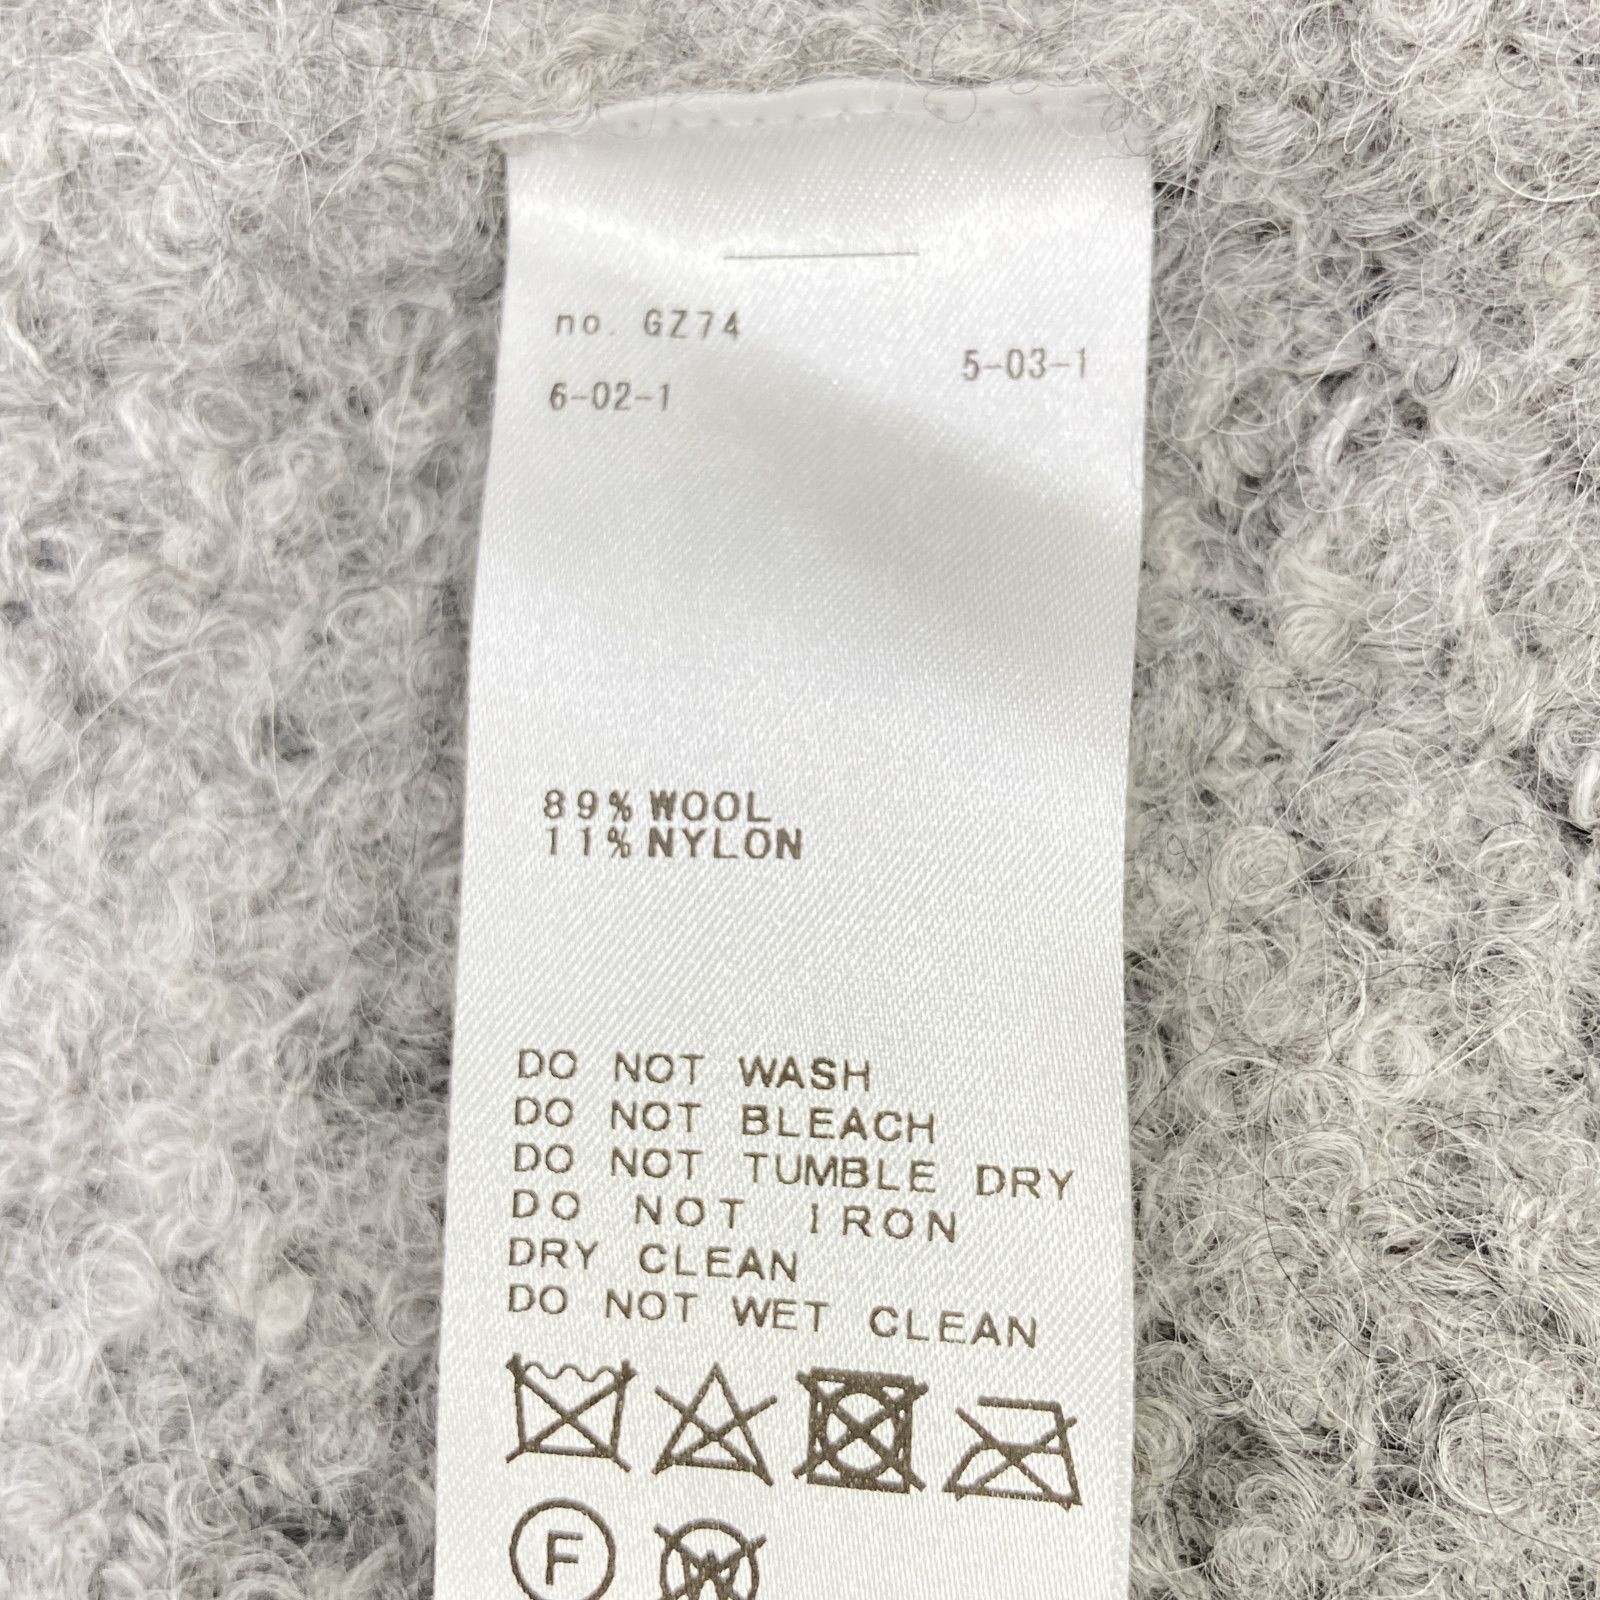 no. GZ74
5-03-1
6-02-1
89% WOOL
11% NYLON
DO NOT WASH
DO NOT BLEACH
DO NOT TUMBLE DRY
DO NOT IRON
DRY CLEAN
DO NOT WET CLEAN
F
W